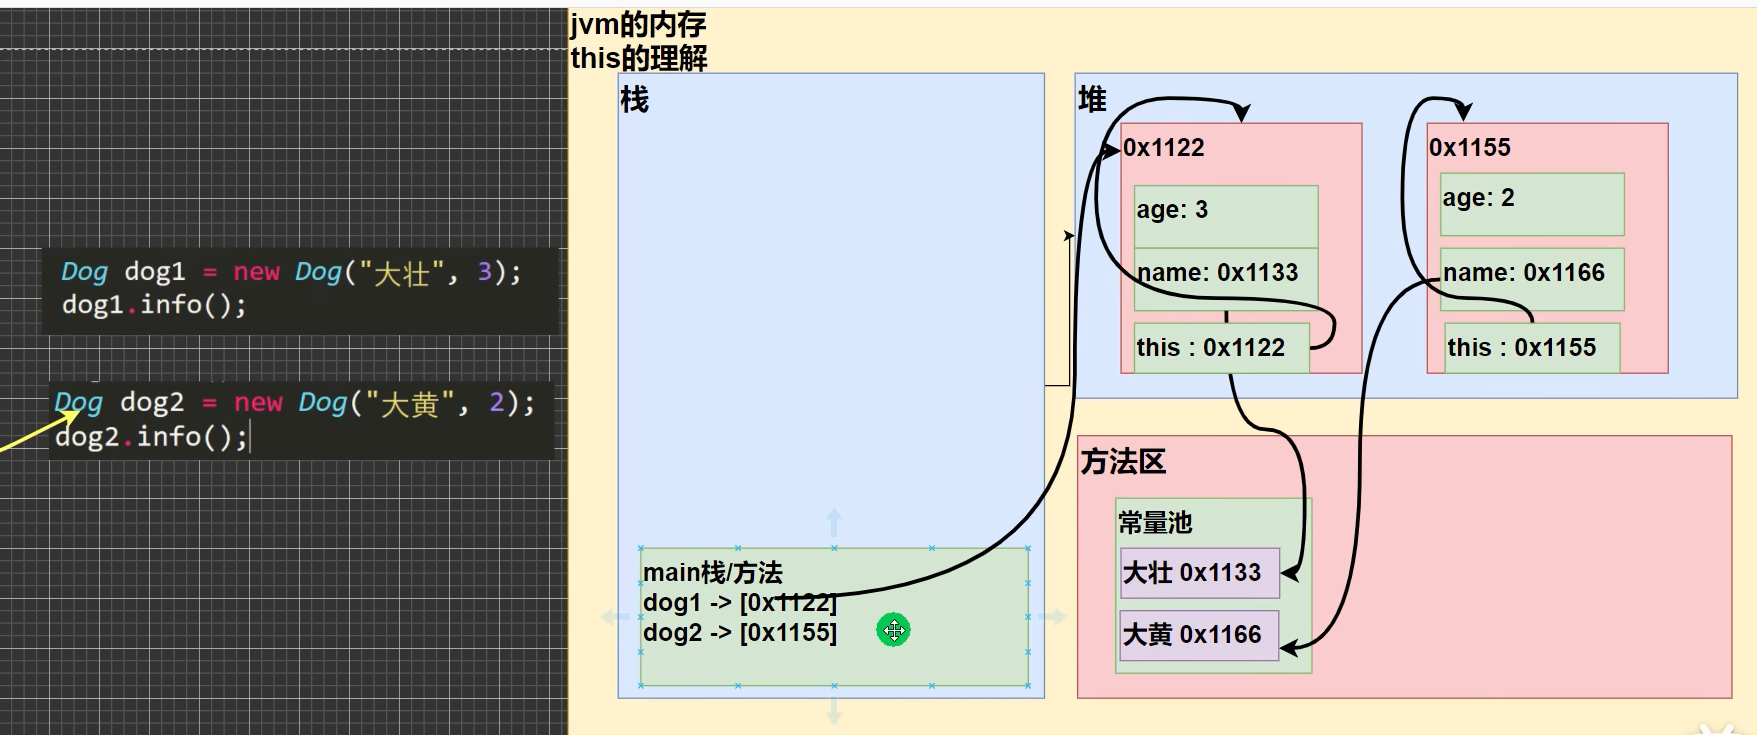 jvm的内存
this的理解
栈
堆
0x1122
age: 3
name: 0x1133
this : 0x1122
0x1155
age: 2
name: 0x1166
this : 0x1155
Dog dog1 = new Dog("大壮", 3);
dog1.info();
Dog dog2 = new Dog("大黄", 2);
dog2.info();
方法区
常量池
大壮 0x1133
大黄 0x1166
main栈/方法
dog1 -> [0x1122]
dog2 -> [0x1155]